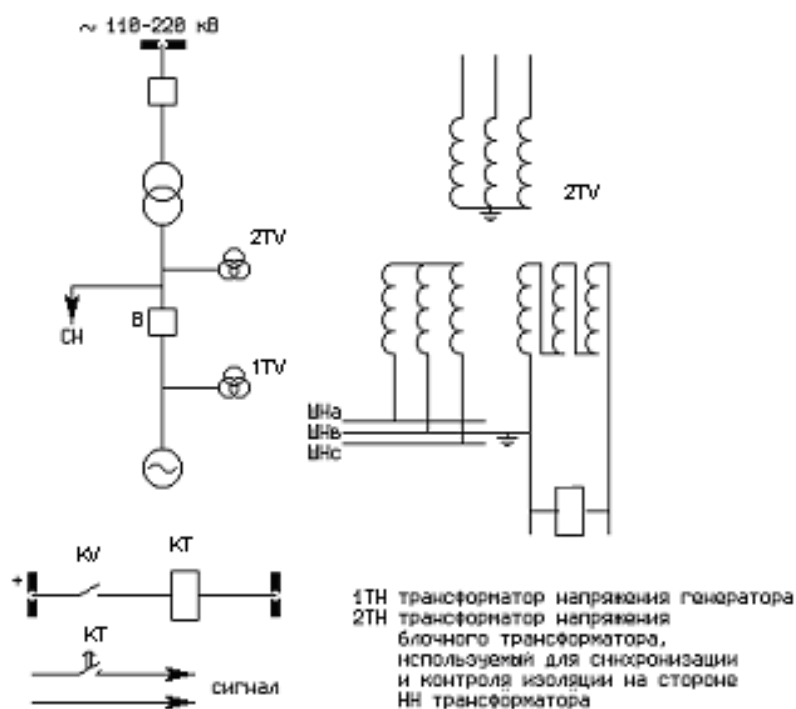 ~ 110-220 кВ
2TV
2TV
СН
В
1TV
ШНа
ШНв
ШНс
KV
KT
+
KT
сигнал
1ТН трансформатор напряжения генератора
2ТН трансформатор напряжения
блочного трансформатора,
используемый для синхронизации
и контроля изоляции на стороне
НН трансформатора